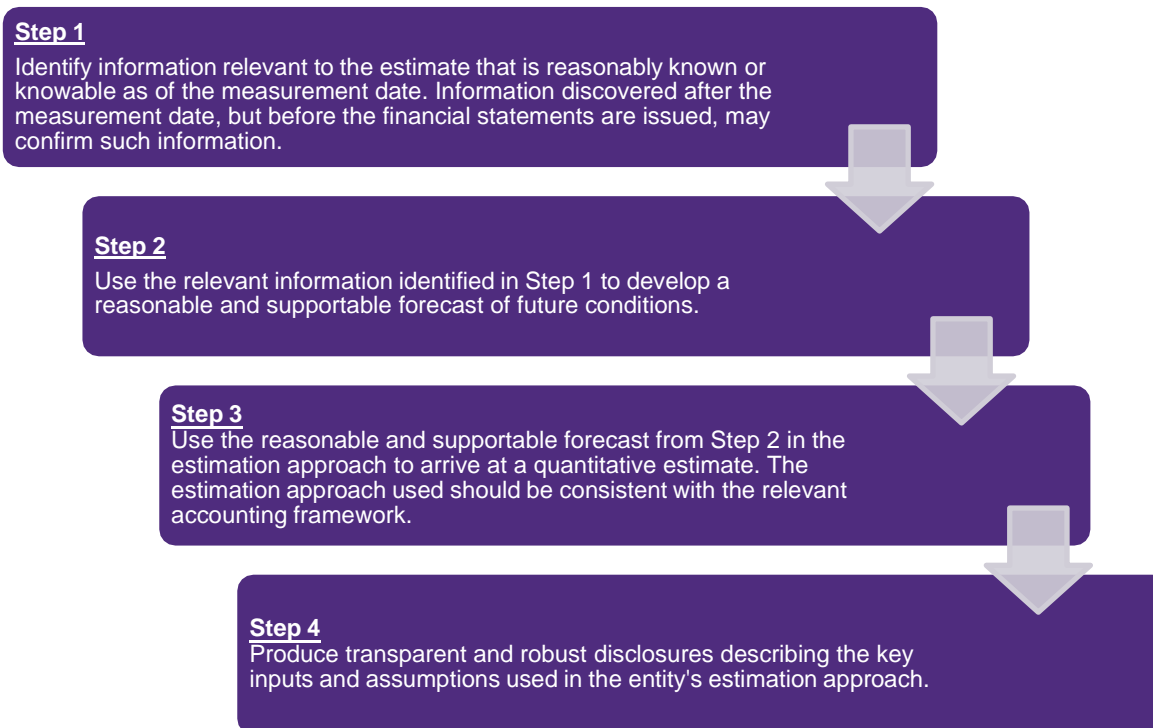 Step 1
Identify information relevant to the estimate that is reasonably known or
knowable as of the measurement date. Information discovered after the
measurement date, but before the financial statements are issued, may
confirm such information.
Step 2
Use the relevant information identified in Step 1 to develop a
reasonable and supportable forecast of future conditions.
Step 3
Use the reasonable and supportable forecast from Step 2 in the
estimation approach to arrive at a quantitative estimate. The
estimation approach used should be consistent with the relevant
accounting framework.
Step 4
Produce transparent and robust disclosures describing the key
inputs and assumptions used in the entity's estimation approach.